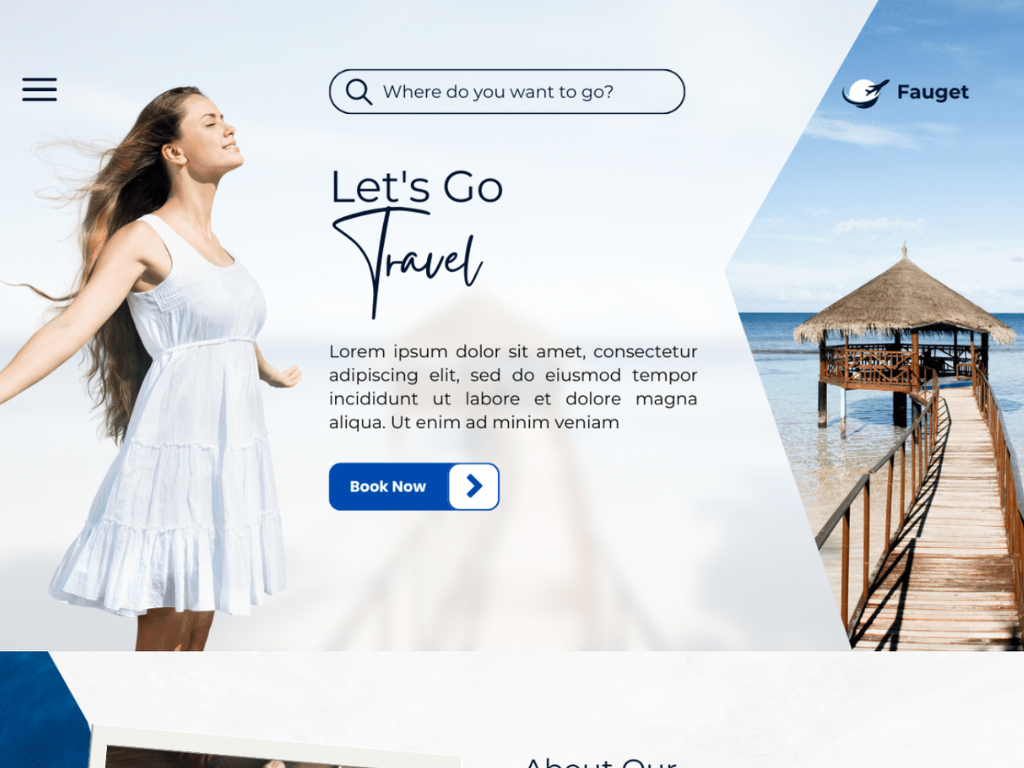 Where do you want to go?
Fauget
Let's Go
Travel
Lorem ipsum dolor sit amet, consectetur
adipiscing elit, sed do eiusmod tempor
incididunt ut labore et dolore magna
aliqua. Ut enim ad minim veniam
Book Now
About Our